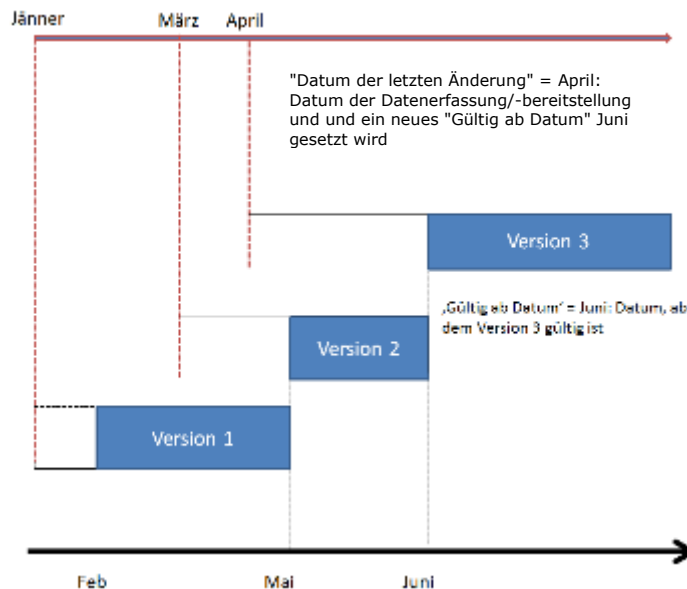 Jänner März April
"Datum der letzten Änderung" = April:
Datum der Datenerfassung/-bereitstellung
und und ein neues "Gültig ab Datum" Juni
gesetzt wird
Version 3
„Gültig ab Datum“ = Juni: Datum, ab
dem Version 3 gültig ist
Version 2
Version 1
Feb Mai Juni